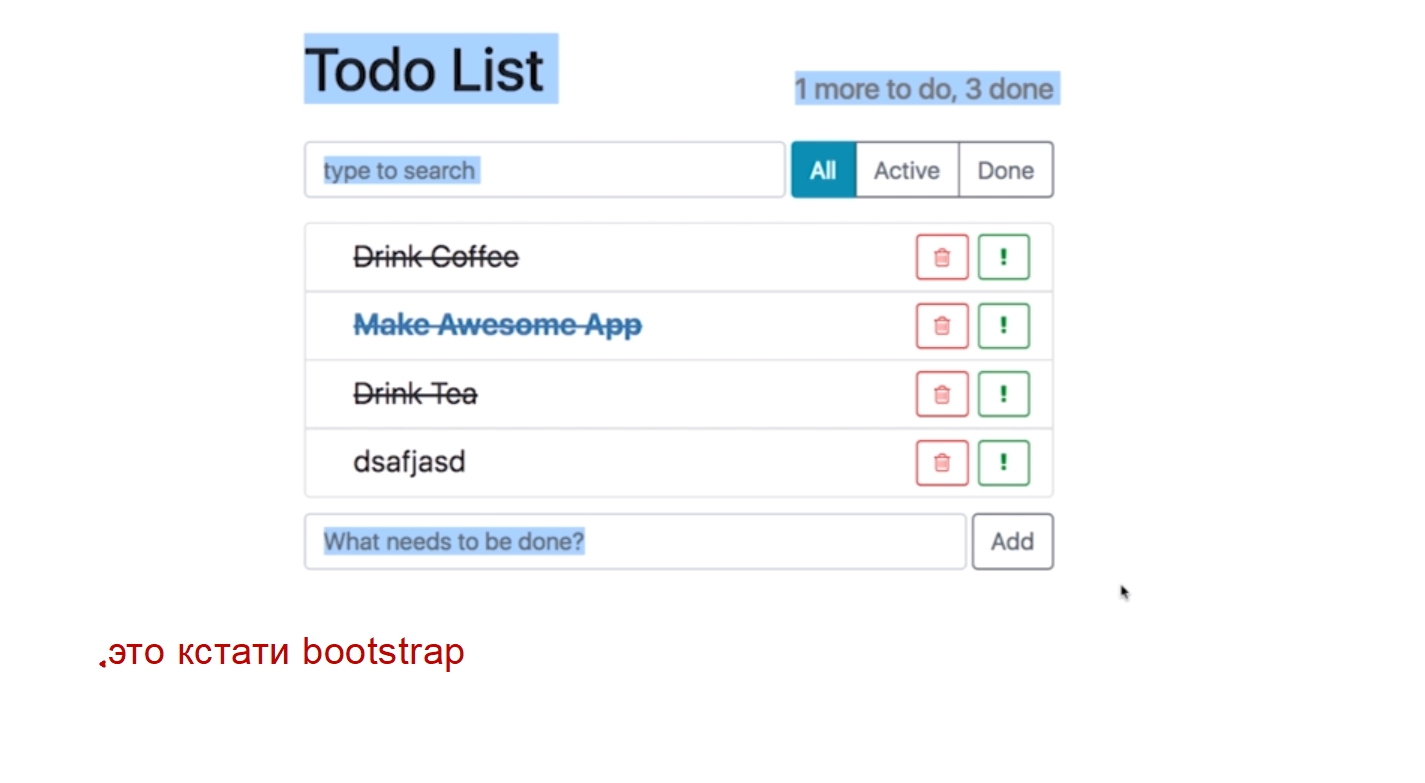 Todo List
1 more to do, 3 done
type to search
All Active Done
Drink Coffee
!
Make Awesome App
!
Drink Tea
!
dsafjasd
!
What needs to be done?
Add
это кстати bootstrap